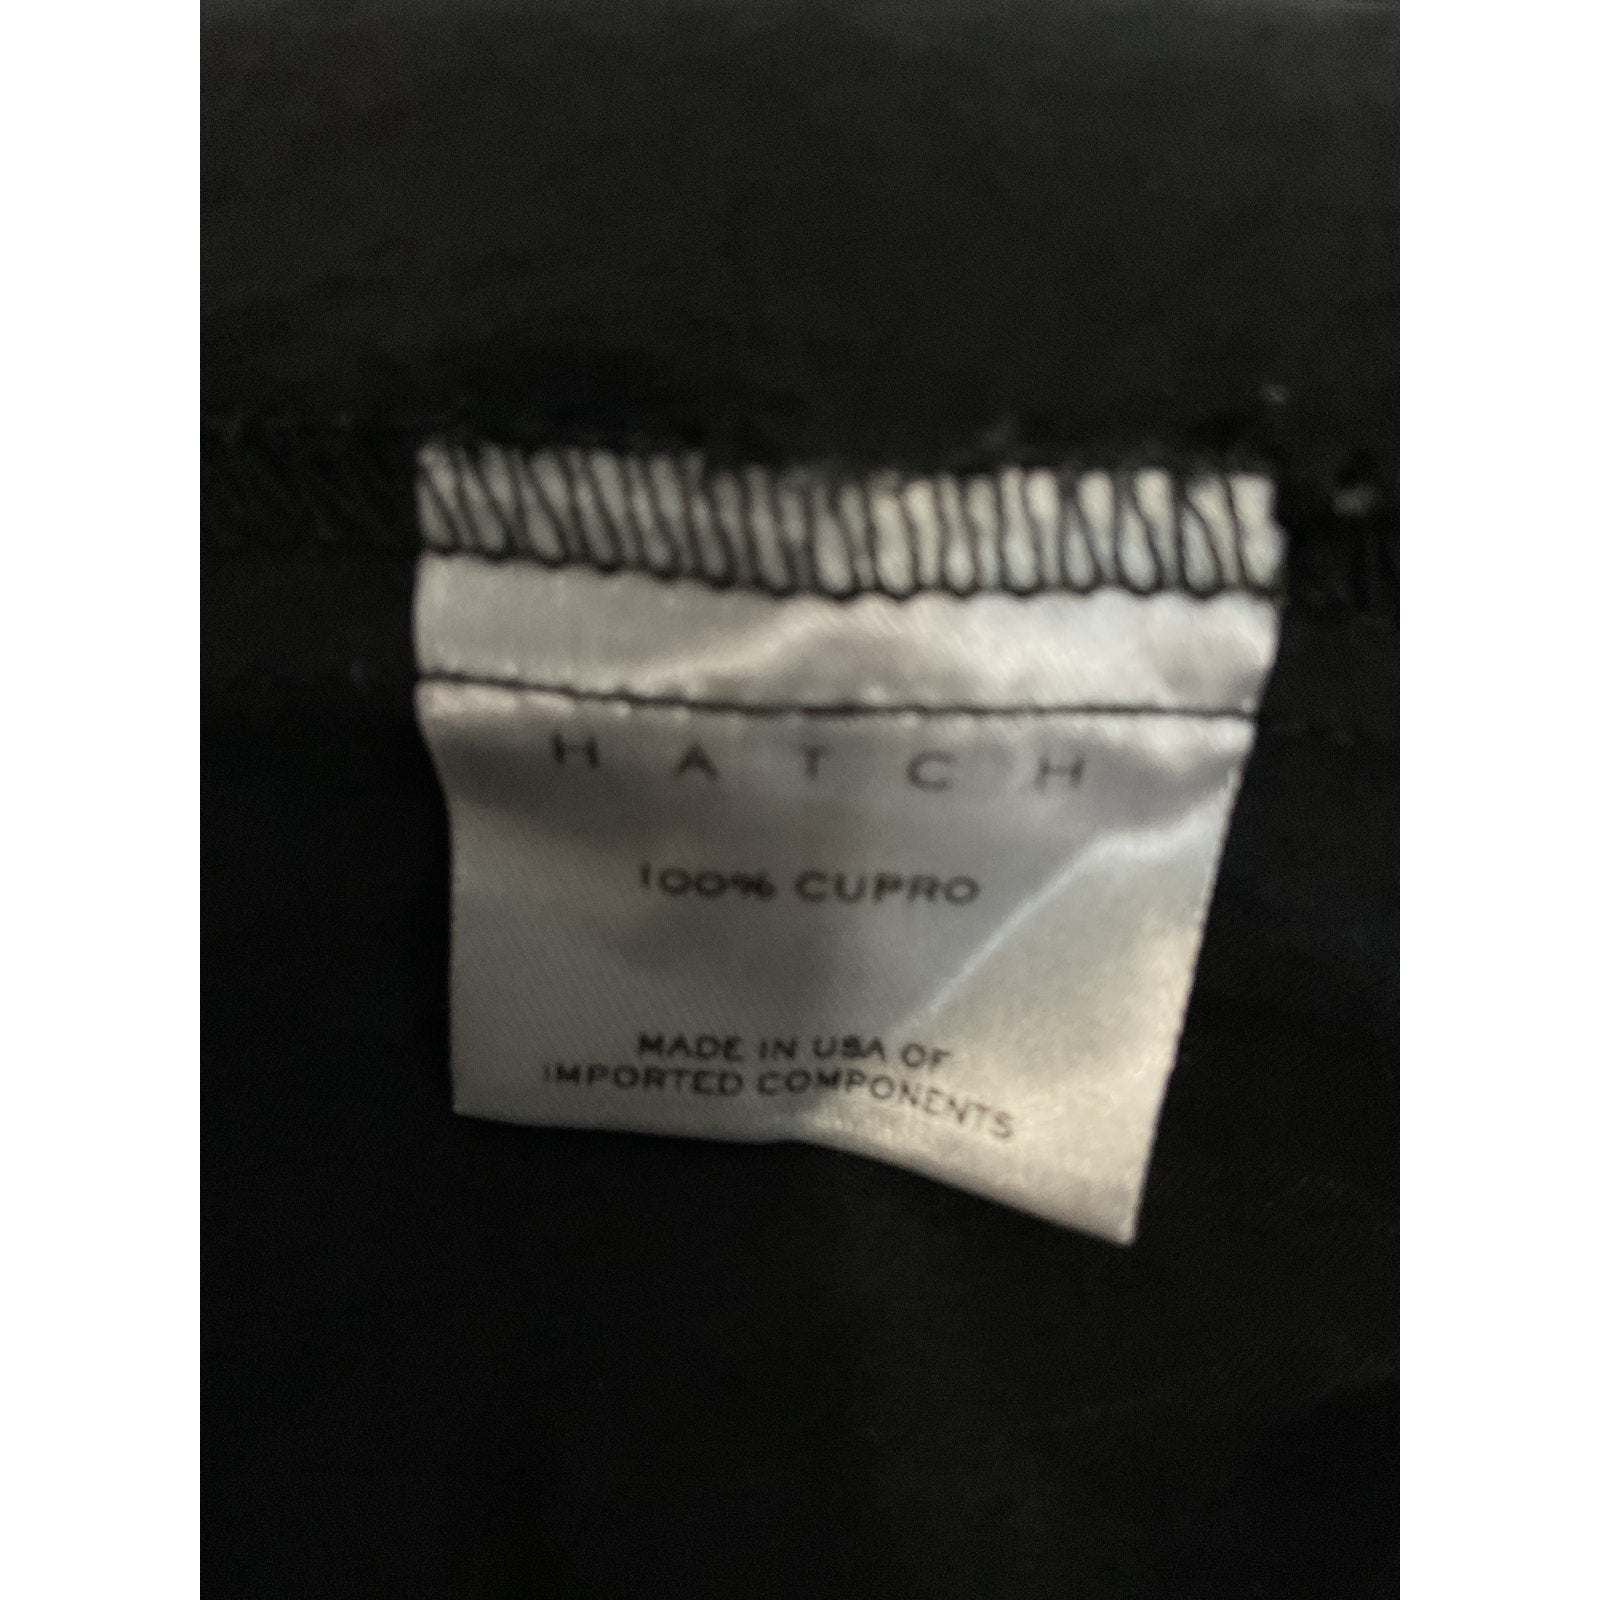 HATCH
100% CUPRO
MADE IN USA OF
IMPORTED COMPONENTS